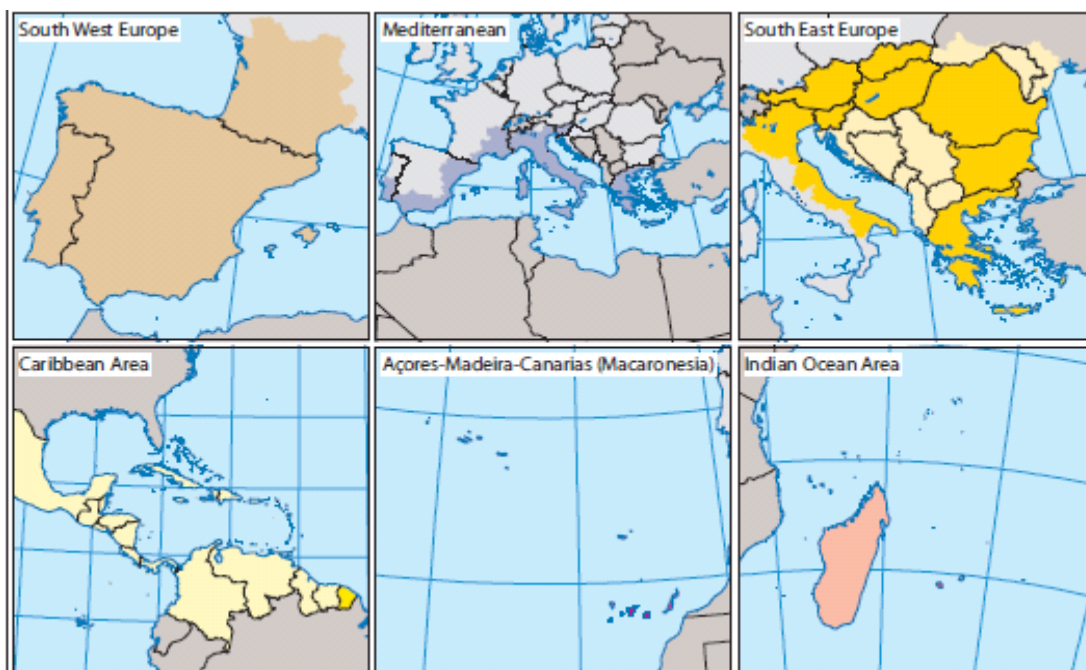 South West Europe
Mediterranean
South East Europe
Caribbean Area
Açores-Madeira-Canarias (Macaronesia)
Indian Ocean Area